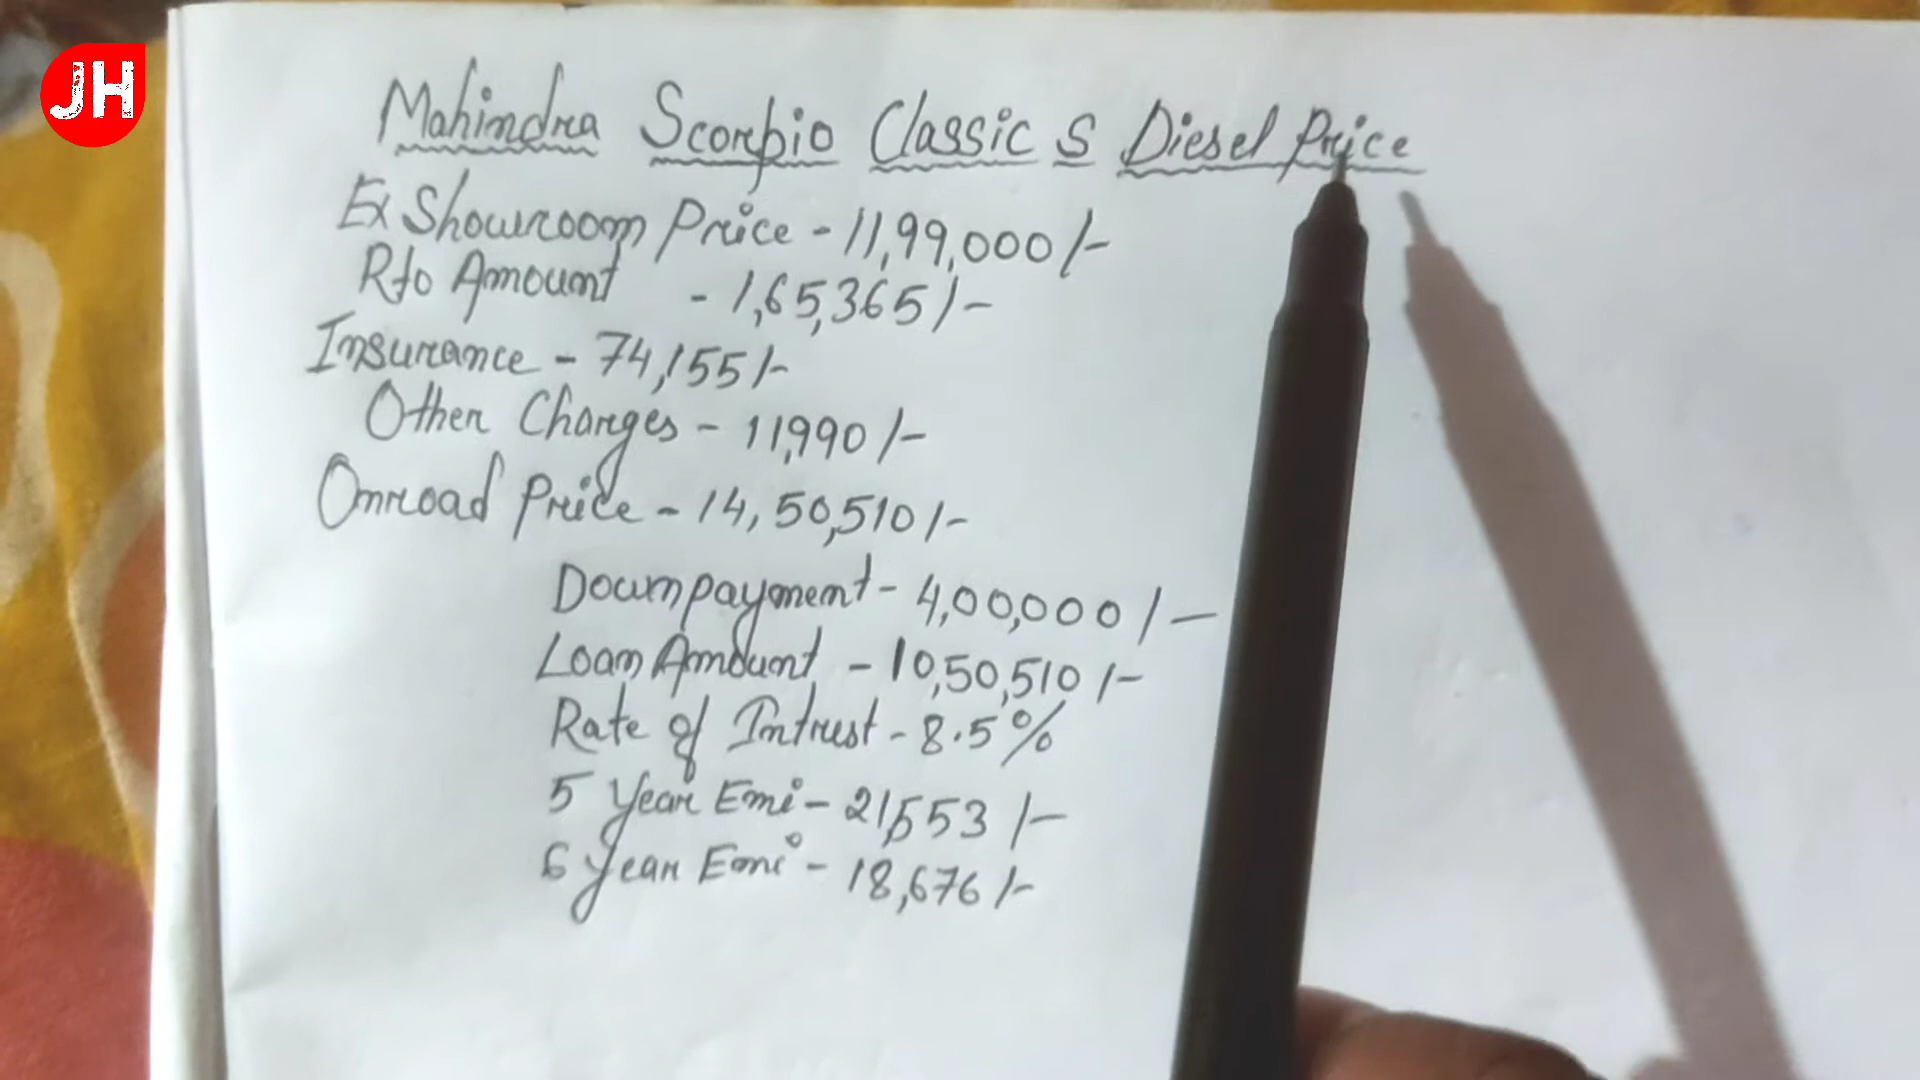 JH
Mahindra Scorpio Classic S Diesel Price
Ex Showroom Price - 11,99,000/-
Rto Amount - 1,65,365/-
Insurance - 74,155/-
Other Charges - 11,990/-
Onroad Price - 14,50,510/-
Downpayment - 4,00,000/-
Loan Amount - 10,50,510/-
Rate of Intrest - 8.5%
5 Year Emi - 21,553/-
6 Year Emi - 18,676/-